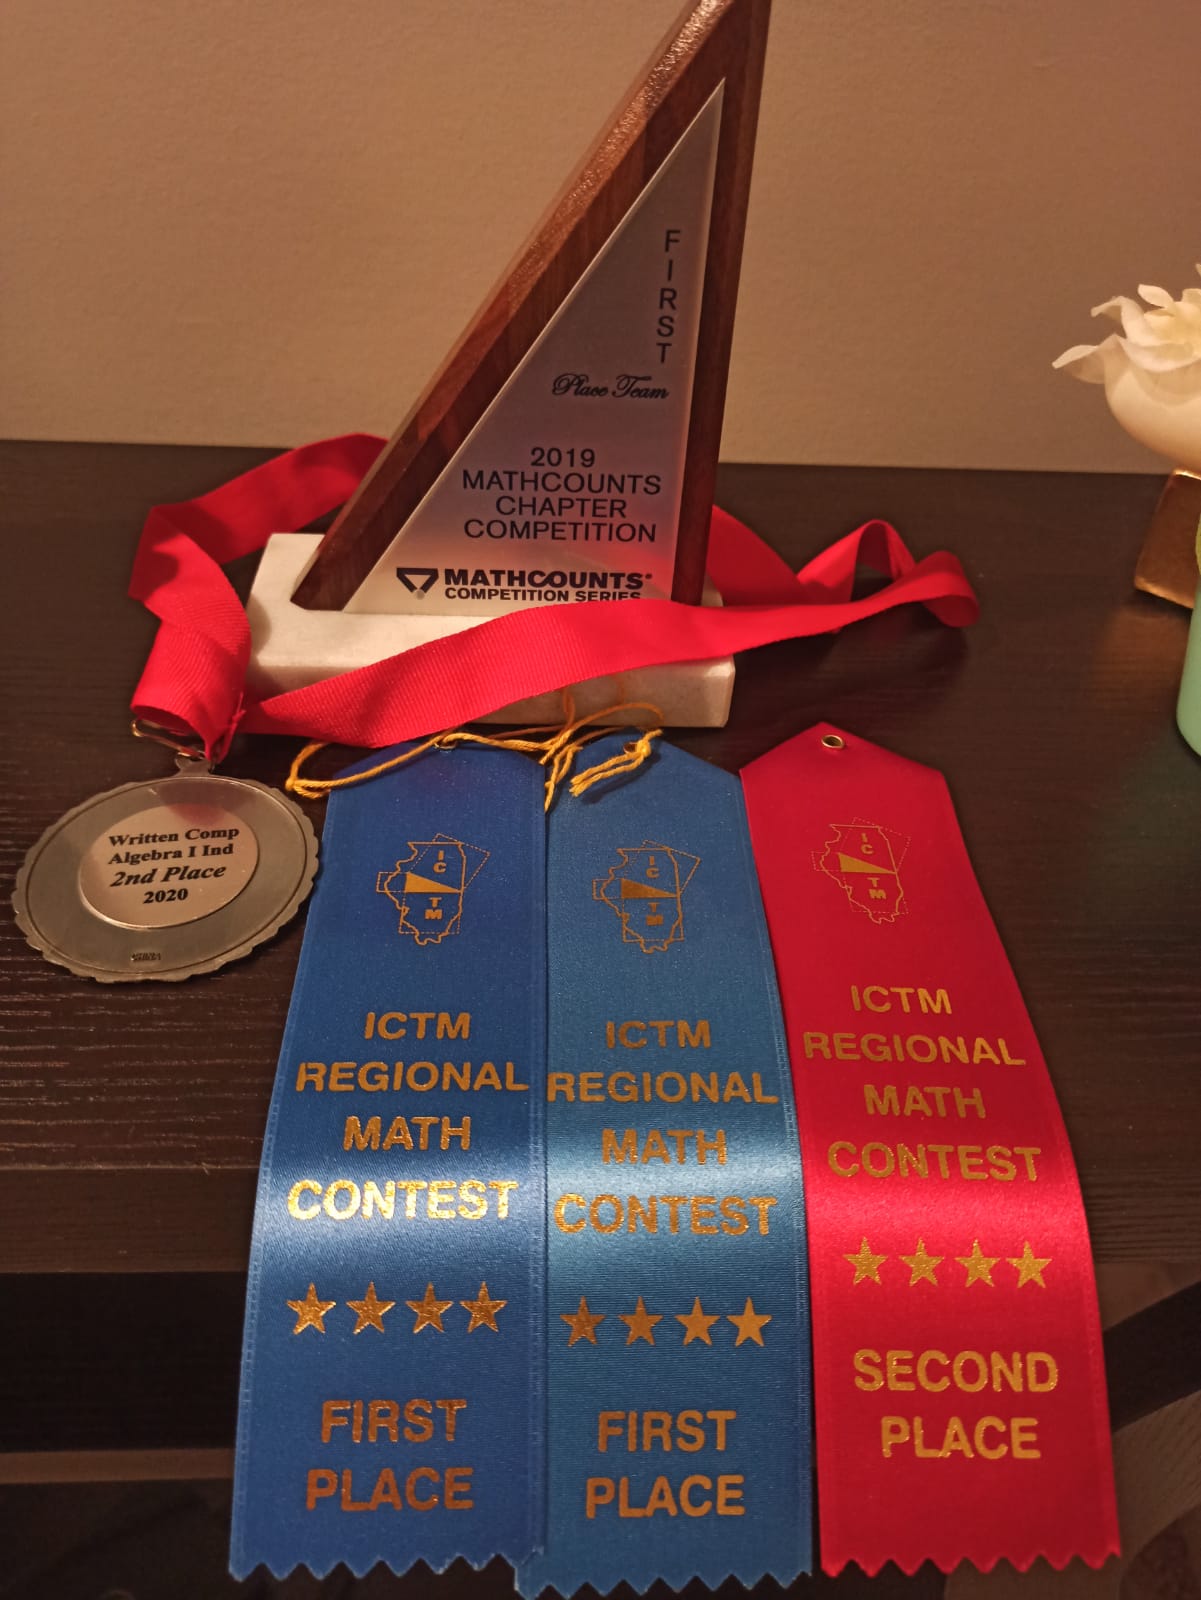 FIRST
Place Team
2019
MATHCOUNTS
CHAPTER
COMPETITION
MATHCOUNTS
COMPETITION SERIES
Written Comp
Algebra I Ind
2nd Place
2020
IC
TM
ICTM
REGIONAL
MATH
CONTEST
FIRST
PLACE
IC
TM
ICTM
REGIONAL
MATH
CONTEST
FIRST
PLACE
IC
TM
ICTM
REGIONAL
MATH
CONTEST
SECOND
PLACE